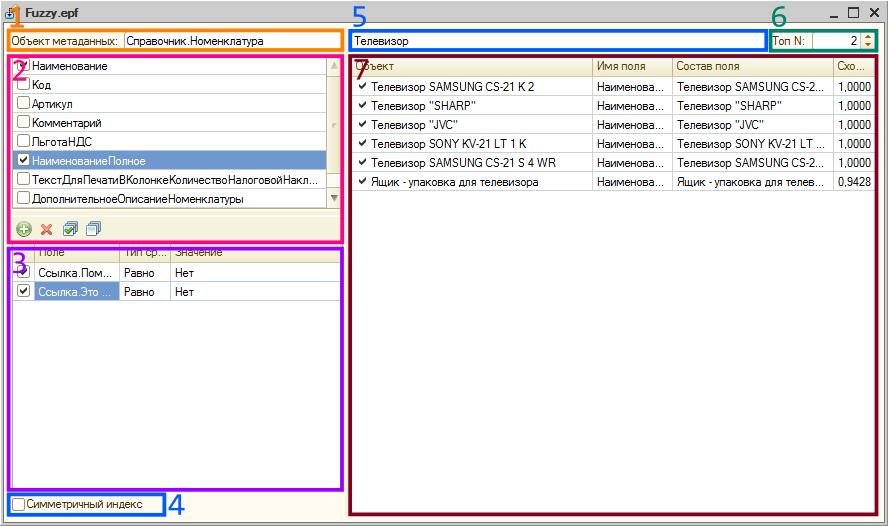 Fuzzy.epf
1
5
6
Объект метаданных: Справочник.Номенклатура
Телевизор
Топ N: 2
2
Наименование
Код
Артикул
Комментарий
ЛьготаНДС
НаименованиеПолное
ТекстДляПечатиВКолонкеКоличествоНалоговойНакл...
ДополнительноеОписаниеНоменклатуры
3
Поле Тип ср... Значение
Ссылка.Пом... Равно Нет
Ссылка.Это ... Равно Нет
Симметричный индекс
4
7
Объект Имя поля Состав поля Схо...
Телевизор SAMSUNG CS-21 K 2 Наименова... Телевизор SAMSUNG CS-2... 1,0000
Телевизор "SHARP" Наименова... Телевизор "SHARP" 1,0000
Телевизор "JVC" Наименова... Телевизор "JVC" 1,0000
Телевизор SONY KV-21 LT 1 K Наименова... Телевизор SONY KV-21 LT ... 1,0000
Телевизор SAMSUNG CS-21 S 4 WR Наименова... Телевизор SAMSUNG CS-2... 1,0000
Ящик - упаковка для телевизора Наименова... Ящик - упаковка для телев... 0,9428